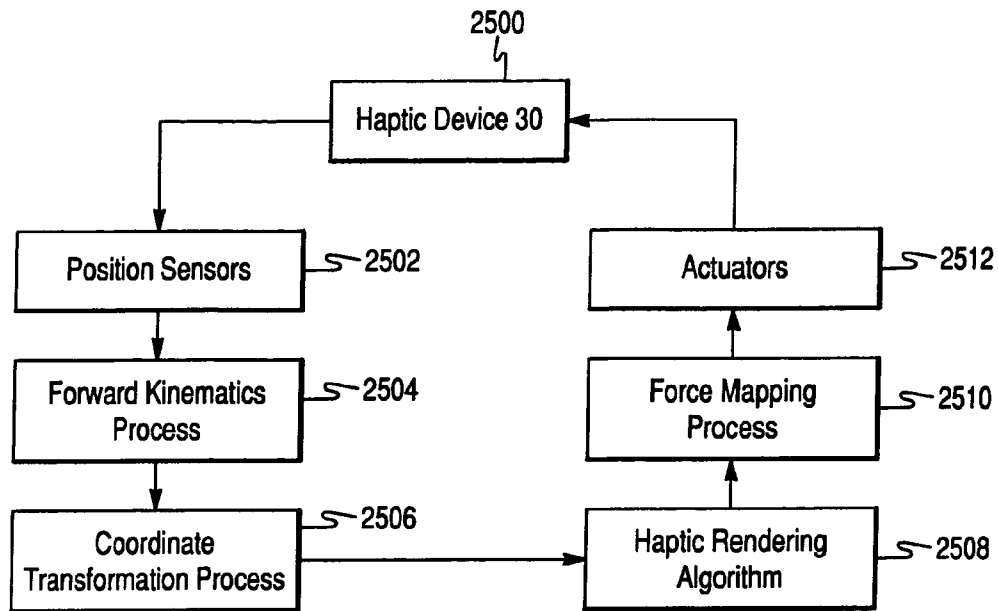 2500
Haptic Device 30
Position Sensors
2502
Actuators
2512
Forward Kinematics
Process
2504
Force Mapping
Process
2510
Coordinate
Transformation Process
2506
Haptic Rendering
Algorithm
2508